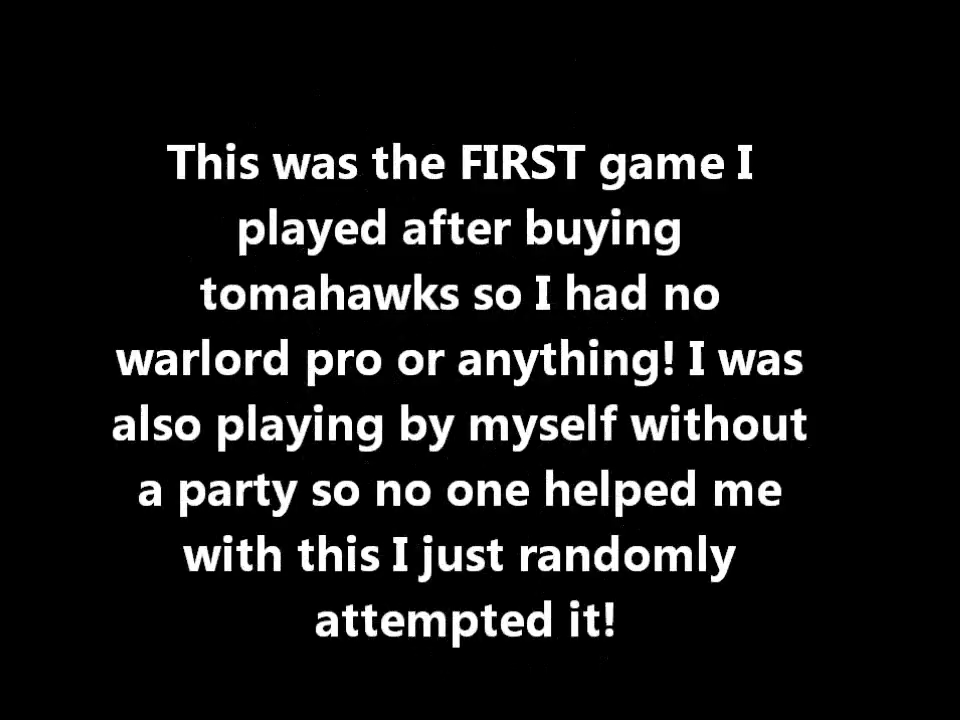 This was the FIRST game I
played after buying
tomahawks so I had no
warlord pro or anything! I was
also playing by myself without
a party so no one helped me
with this I just randomly
attempted it!